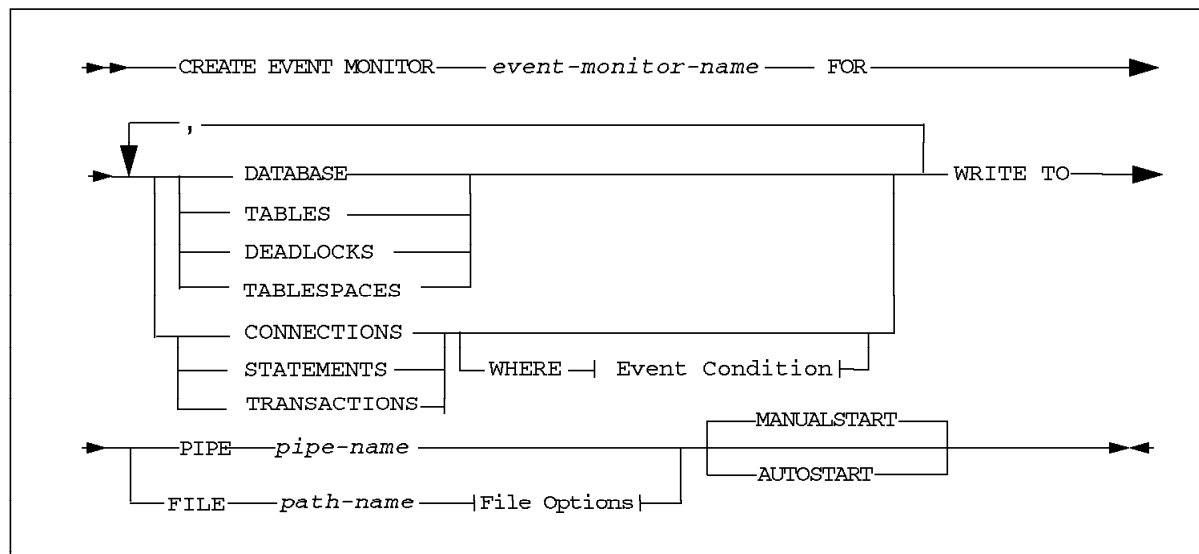 CREATE EVENT MONITOR event-monitor-name FOR
,
DATABASE WRITE TO
TABLES
DEADLOCKS
TABLESPACES
CONNECTIONS
STATEMENTS WHERE Event Condition
TRANSACTIONS
MANUALSTART
PIPE pipe-name
AUTOSTART
FILE path-name File Options